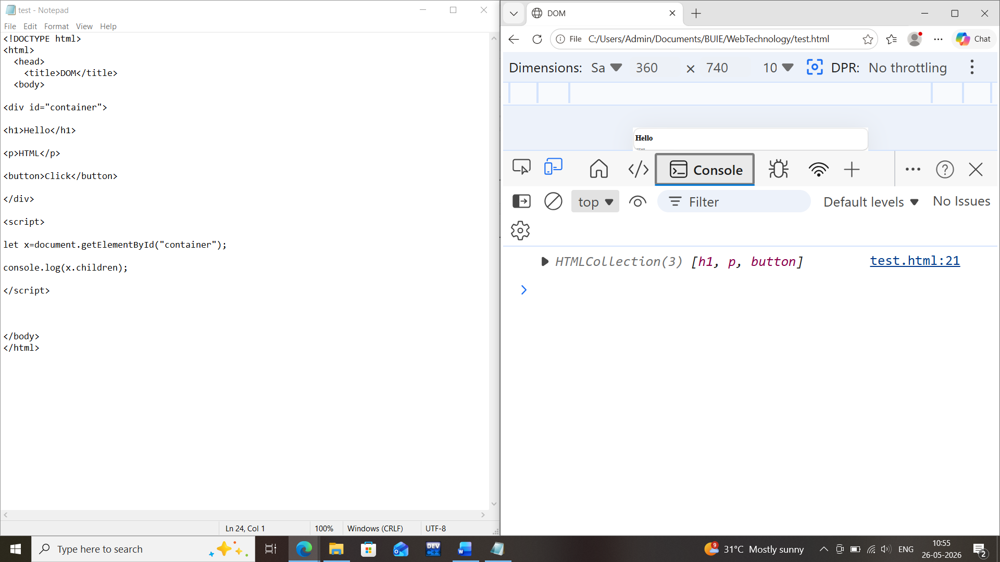 test - Notepad
File Edit Format View Help
<!DOCTYPE html>
<html>
<head>
<title>DOM</title>
<body>
<div id="container">
<h1>Hello</h1>
<p>HTML</p>
<button>Click</button>
</div>
<script>
let x=document.getElementById("container");
console.log(x.children);
</script>
</body>
</html>
Ln 24, Col 1 100% Windows (CRLF) UTF-8
DOM
File C:/Users/Admin/Documents/BUIE/WebTechnology/test.html Chat
Dimensions: Sa 360 × 740 10 DPR: No throttling
Hello
Console
top Filter Default levels No Issues
HTMLCollection(3) [h1, p, button] test.html:21
Type here to search
DEV
C++
9 31°C Mostly sunny ENG
10:55
26-05-2026
2